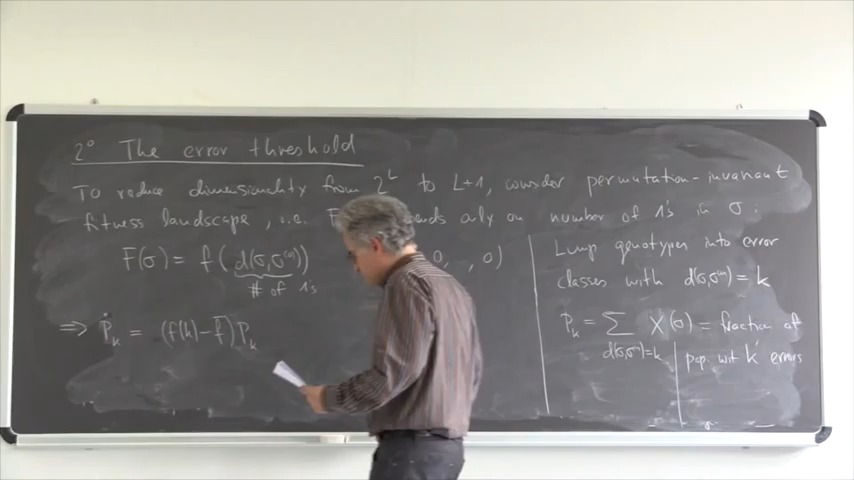 2° The error threshold
To reduce dimensionality from 2^L to L+1, consider permutation-invariant
fitness landscape, i.e. F ends only on number of 1's in σ.
F(σ) = f(d(σ,σ^(0))) 0, .., 0)
# of 1's
⇒ Ṗ_k = (f(k) - f̄) P_k
Lump genotypes into error
classes with d(σ,σ^(0)) = k
P_k = Σ X(σ) = fraction of
d(σ,σ^(0))=k pop. with k errors